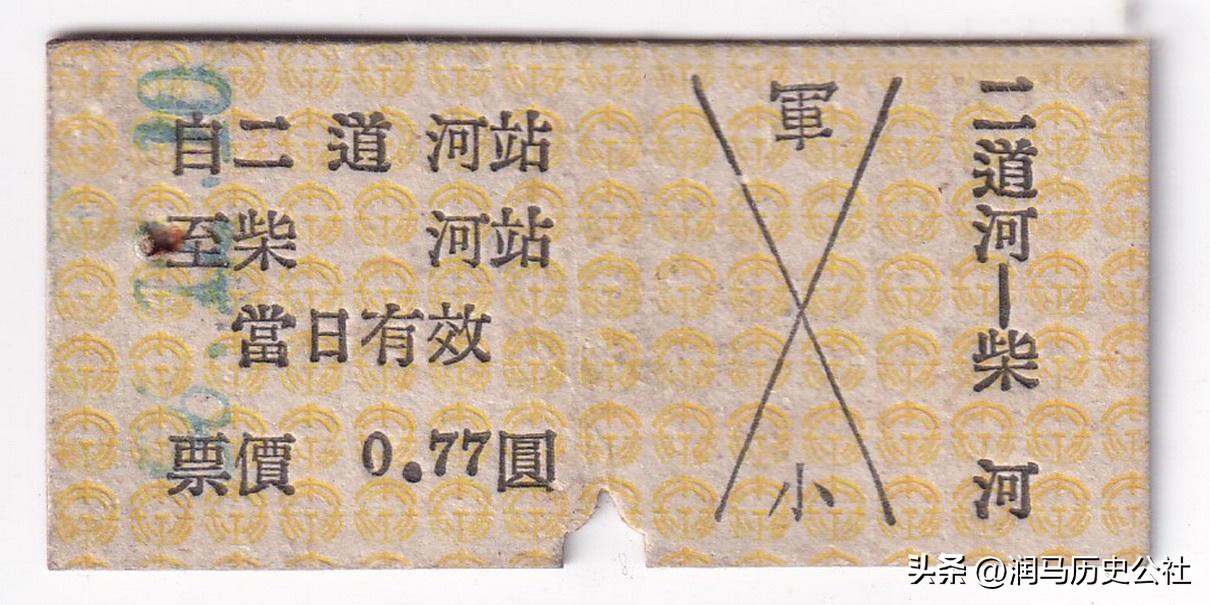 自二道河站
至柴河站
當日有效
票價 0.77圓
軍
小
二道河—柴河
头条 @润马历史公社